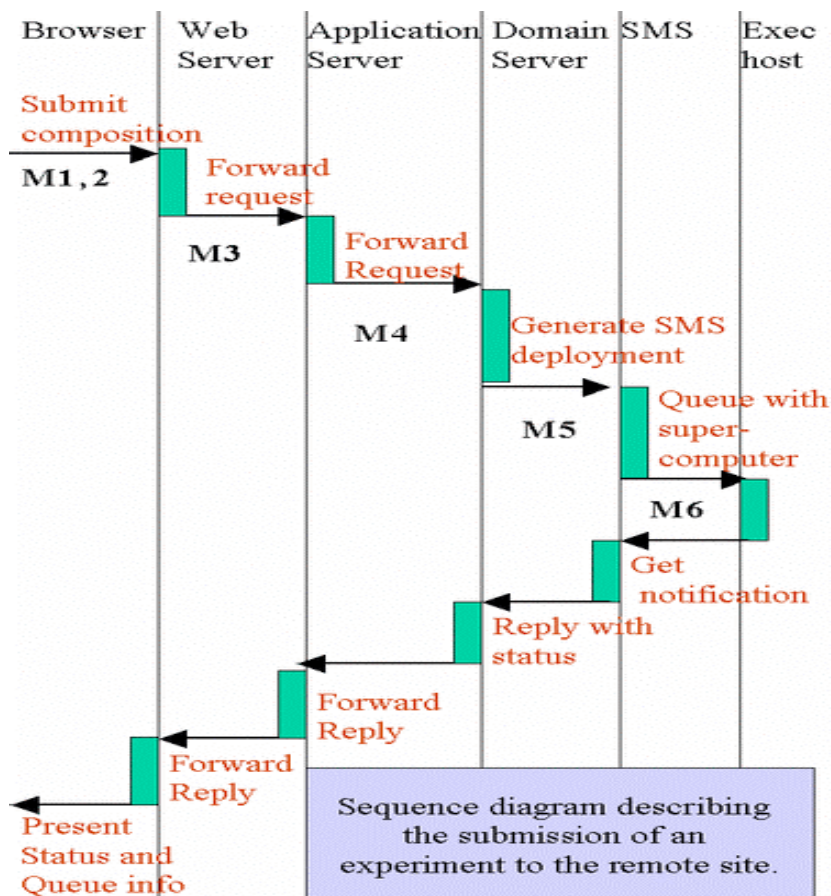 Browser
Web
Server
Application
Server
Domain
Server
SMS
Exec
host
Submit
composition
M1,2
Forward
request
M3
Forward
Request
M4
Generate SMS
deployment
M5
Queue with
super-
computer
M6
Get
notification
Reply with
status
Forward
Reply
Forward
Reply
Present
Status and
Queue info
Sequence diagram describing
the submission of an
experiment to the remote site.